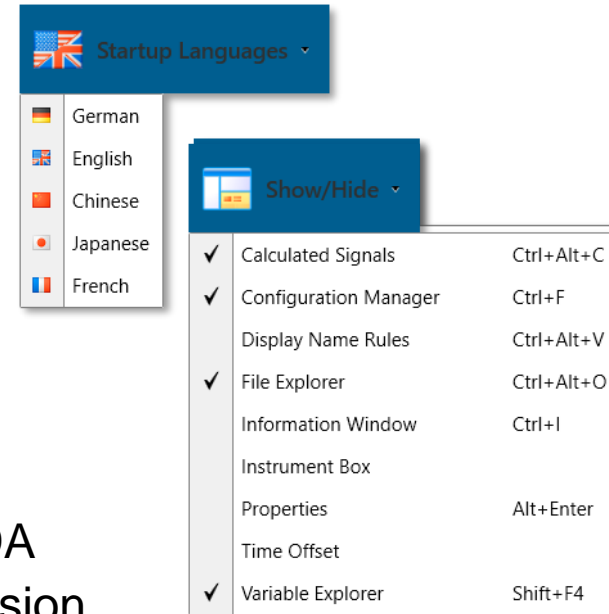 Startup Languages
German
English
Chinese
Japanese
French
Show/Hide
Calculated Signals Ctrl+Alt+C
Configuration Manager Ctrl+F
Display Name Rules Ctrl+Alt+V
File Explorer Ctrl+Alt+O
Information Window Ctrl+I
Instrument Box
Properties Alt+Enter
Time Offset
Variable Explorer Shift+F4